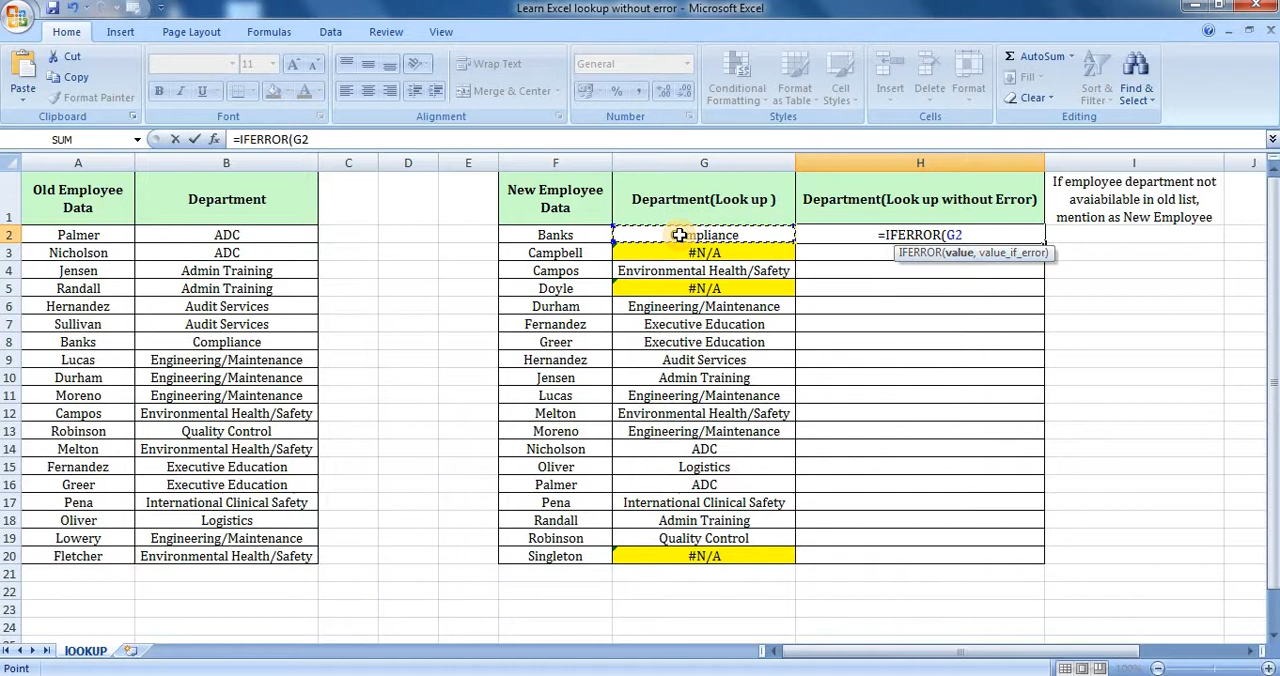 Learn Excel lookup without error - Microsoft Excel
Home Insert Page Layout Formulas Data Review View
Cut
Copy
Format Painter
Paste
Clipboard
11
B I U
Font
Wrap Text
Merge & Center
Alignment
General
Number
Conditional Formatting
Format as Table
Cell Styles
Styles
Insert Delete Format
Cells
AutoSum
Fill
Clear
Sort & Filter
Find & Select
Editing
SUM =IFERROR(G2
A B C D E F G H I J
1 Old Employee Data Department New Employee Data Department(Look up ) Department(Look up without Error) If employee department not avaiabilable in old list, mention as New Employee
2 Palmer ADC Banks Compliance =IFERROR(G2
IFERROR(value, value_if_error)
3 Nicholson ADC Campbell #N/A
4 Jensen Admin Training Campos Environmental Health/Safety
5 Randall Admin Training Doyle #N/A
6 Hernandez Audit Services Durham Engineering/Maintenance
7 Sullivan Audit Services Fernandez Executive Education
8 Banks Compliance Greer Executive Education
9 Lucas Engineering/Maintenance Hernandez Audit Services
10 Durham Engineering/Maintenance Jensen Admin Training
11 Moreno Engineering/Maintenance Lucas Engineering/Maintenance
12 Campos Environmental Health/Safety Melton Environmental Health/Safety
13 Robinson Quality Control Moreno Engineering/Maintenance
14 Melton Environmental Health/Safety Nicholson ADC
15 Fernandez Executive Education Oliver Logistics
16 Greer Executive Education Palmer ADC
17 Pena International Clinical Safety Pena International Clinical Safety
18 Oliver Logistics Randall Admin Training
19 Lowery Engineering/Maintenance Robinson Quality Control
20 Fletcher Environmental Health/Safety Singleton #N/A
21
22
23
24
lOOKUP
Point 100%